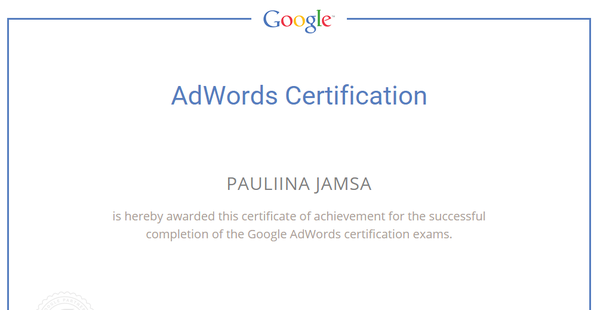 Google
AdWords Certification
PAULIINA JAMSA
is hereby awarded this certificate of achievement for the successful
completion of the Google AdWords certification exams.